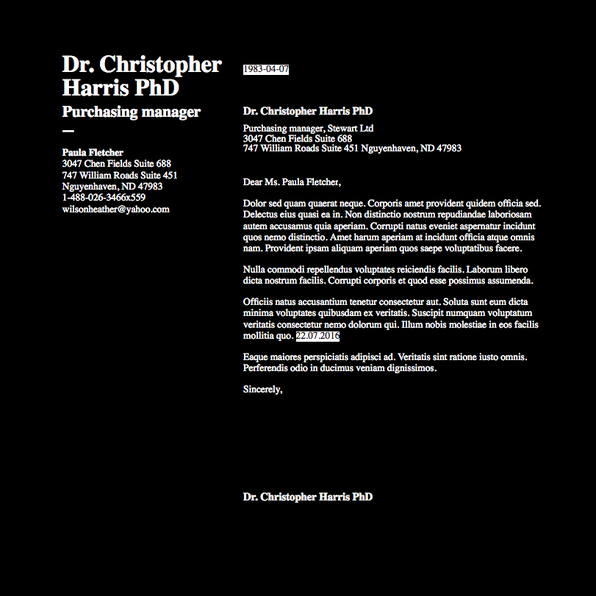 Dr. Christopher
Harris PhD
Purchasing manager
—
Paula Fletcher
3047 Chen Fields Suite 688
747 William Roads Suite 451
Nguyenhaven, ND 47983
1-488-026-3466x559
wilsonheather@yahoo.com
1983-04-07
Dr. Christopher Harris PhD
Purchasing manager, Stewart Ltd
3047 Chen Fields Suite 688
747 William Roads Suite 451 Nguyenhaven, ND 47983
Dear Ms. Paula Fletcher,
Dolor sed quam quaerat neque. Corporis amet provident quidem officia sed.
Delectus eius quasi ea in. Non distinctio nostrum repudiandae laboriosam
autem accusamus quia aperiam. Corrupti natus eveniet aspernatur incidunt
quos nemo distinctio. Amet harum aperiam at incidunt officia atque omnis
nam. Provident ipsam aliquam aperiam quos saepe voluptatibus facere.
Nulla commodi repellendus voluptates reiciendis facilis. Laborum libero
dicta nostrum facilis. Corrupti corporis et quod esse possimus assumenda.
Officiis natus accusantium tenetur consectetur aut. Soluta sunt eum dicta
minima voluptates quibusdam ex veritatis. Suscipit numquam voluptatum
veritatis consectetur nemo dolorum qui. Illum nobis molestiae in eos facilis
mollitia quo. 22.07.2016
Eaque maiores perspiciatis adipisci ad. Veritatis sint ratione iusto omnis.
Perferendis odio in ducimus veniam dignissimos.
Sincerely,
Dr. Christopher Harris PhD